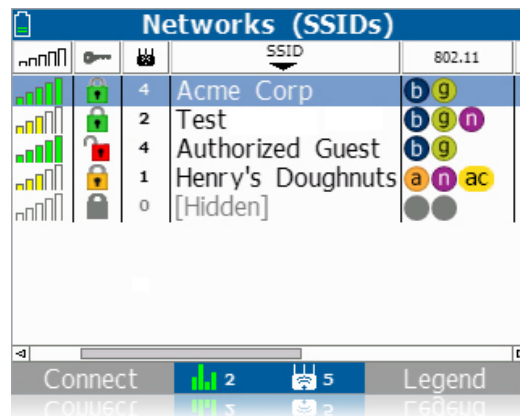 Networks (SSIDs)
SSID 802.11
4 Acme Corp b g
2 Test b g n
4 Authorized Guest b g
1 Henry's Doughnuts a n ac
0 [Hidden]
Connect 2 5 Legend